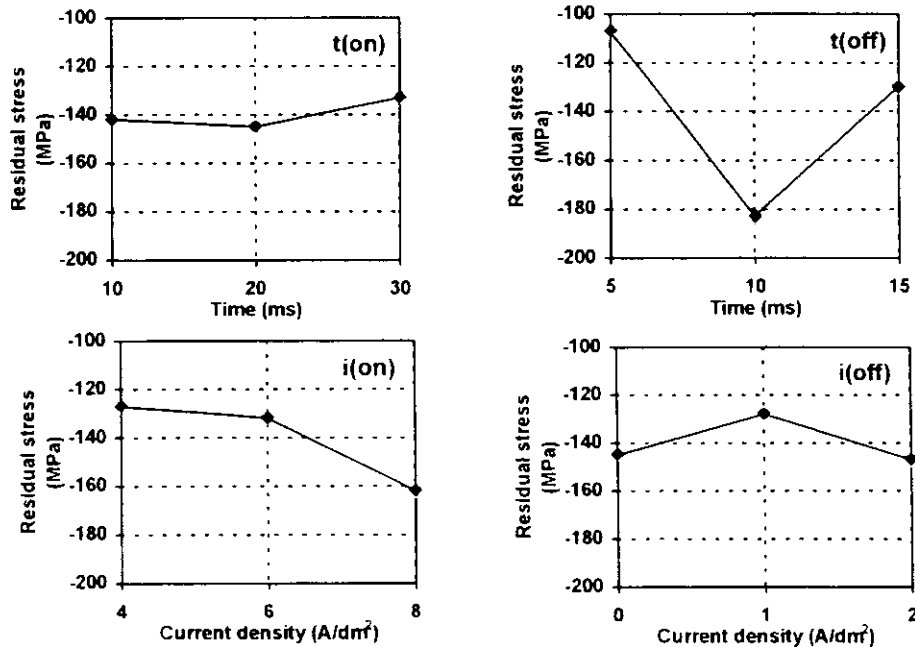 t(on)
Residual stress
(MPa)
-100
-120
-140
-160
-180
-200
10
20
30
Time (ms)
t(off)
Residual stress
(MPa)
-100
-120
-140
-160
-180
-200
5
10
15
Time (ms)
i(on)
Residual stress
(MPa)
-100
-120
-140
-160
-180
-200
4
6
8
Current density (A/dm²)
i(off)
Residual stress
(MPa)
-100
-120
-140
-160
-180
-200
0
1
2
Current density (A/dm²)